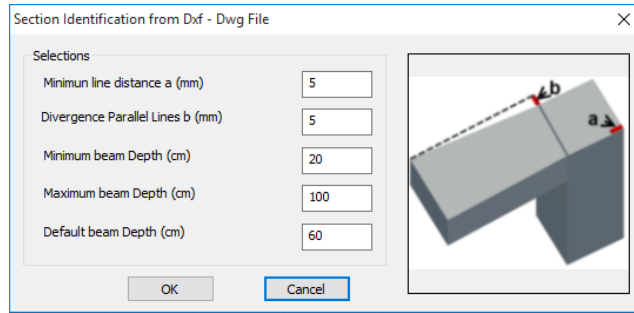 Section Identification from Dxf - Dwg File
Selections
Minimun line distance a (mm) 5
Divergence Parallel Lines b (mm) 5
Minimum beam Depth (cm) 20
Maximum beam Depth (cm) 100
Default beam Depth (cm) 60
b
a
OK Cancel